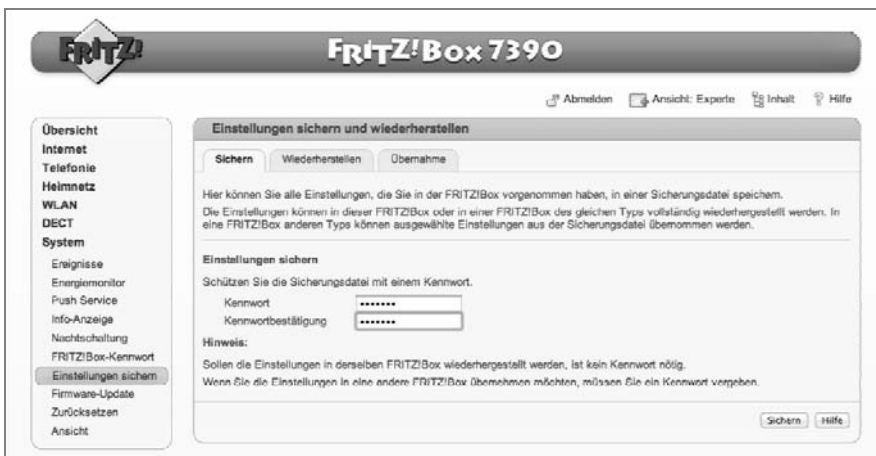 FRITZ!
FRITZ!Box 7390
Abmelden
Ansicht: Experte
Inhalt
Hilfe
Übersicht
Internet
Telefonie
Heimnetz
WLAN
DECT
System
Ereignisse
Energiemonitor
Push Service
Info-Anzeige
Nachtschaltung
FRITZ!Box-Kennwort
Einstellungen sichern
Firmware-Update
Zurücksetzen
Ansicht
Einstellungen sichern und wiederherstellen
Sichern
Wiederherstellen
Übernahme
Hier können Sie alle Einstellungen, die Sie in der FRITZ!Box vorgenommen haben, in einer Sicherungsdatei speichern.
Die Einstellungen können in dieser FRITZ!Box oder in einer FRITZ!Box des gleichen Typs vollständig wiederhergestellt werden. In
eine FRITZ!Box anderen Typs können ausgewählte Einstellungen aus der Sicherungsdatei übernommen werden.
Einstellungen sichern
Schützen Sie die Sicherungsdatei mit einem Kennwort.
Kennwort •••••••
Kennwortbestätigung •••••••
Hinweis:
Sollen die Einstellungen in derselben FRITZ!Box wiederhergestellt werden, ist kein Kennwort nötig.
Wenn Sie die Einstellungen in eine andere FRITZ!Box übernehmen möchten, müssen Sie ein Kennwort vergeben.
Sichern
Hilfe